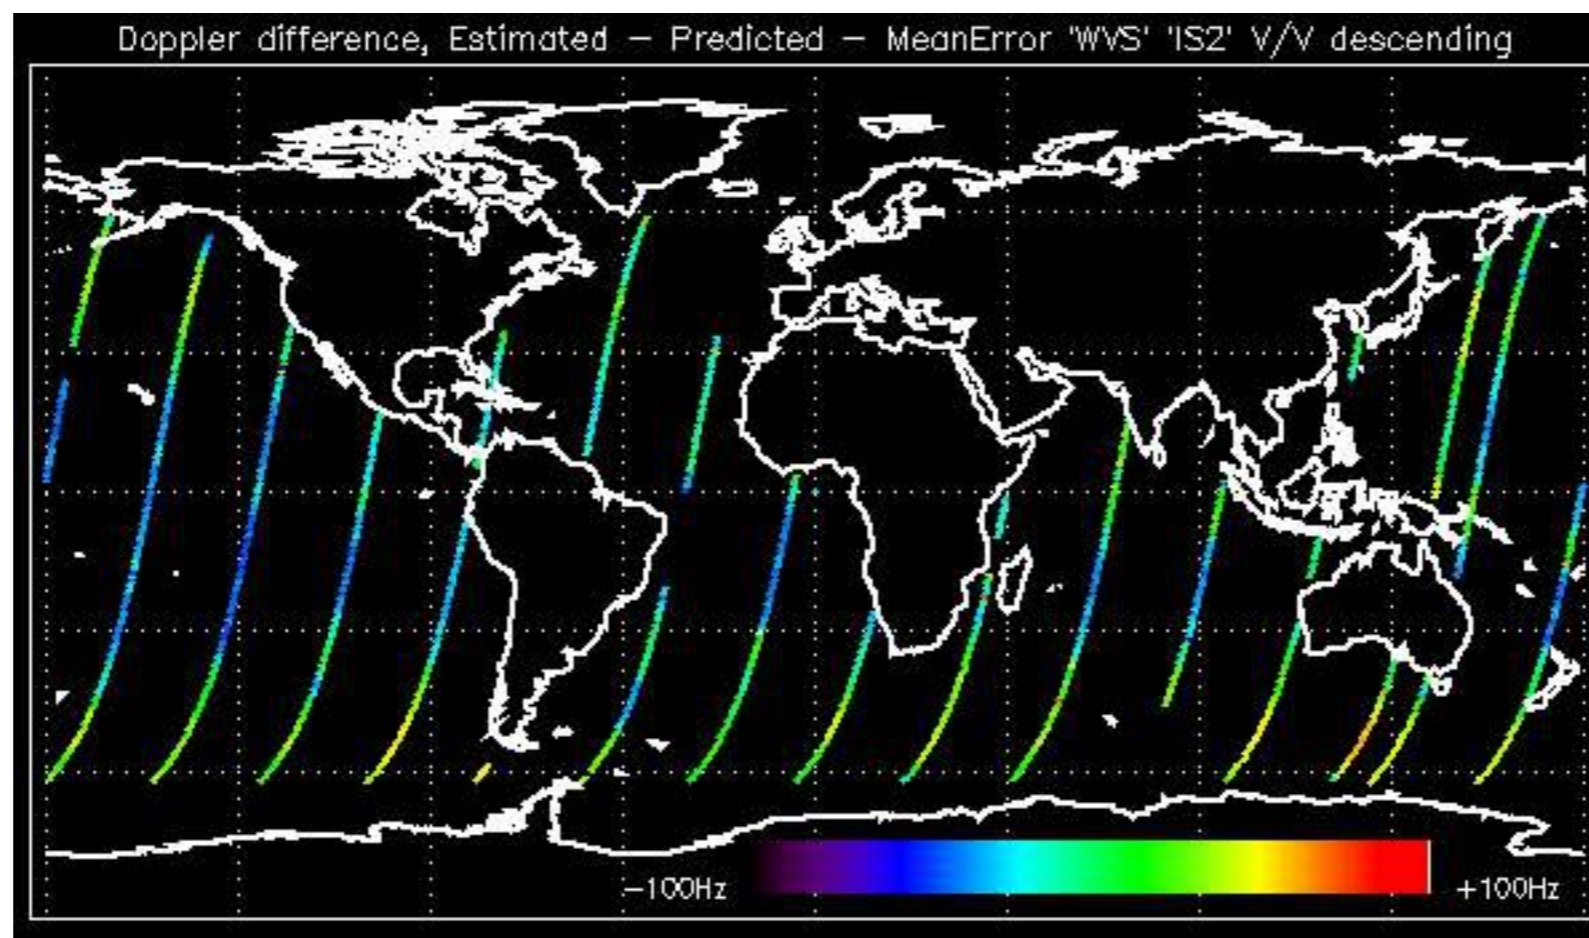 Doppler difference, Estimated – Predicted – MeanError 'WVS' 'IS2' V/V descending
–100Hz +100Hz